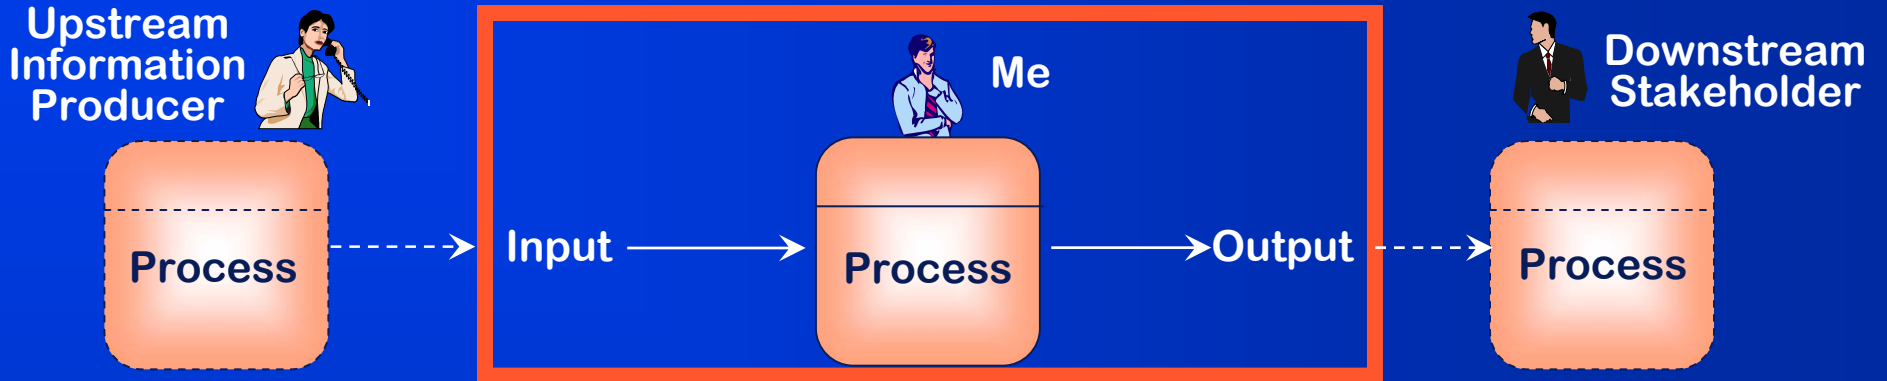 Upstream
Information
Producer
Process
Input
Me
Process
Output
Downstream
Stakeholder
Process